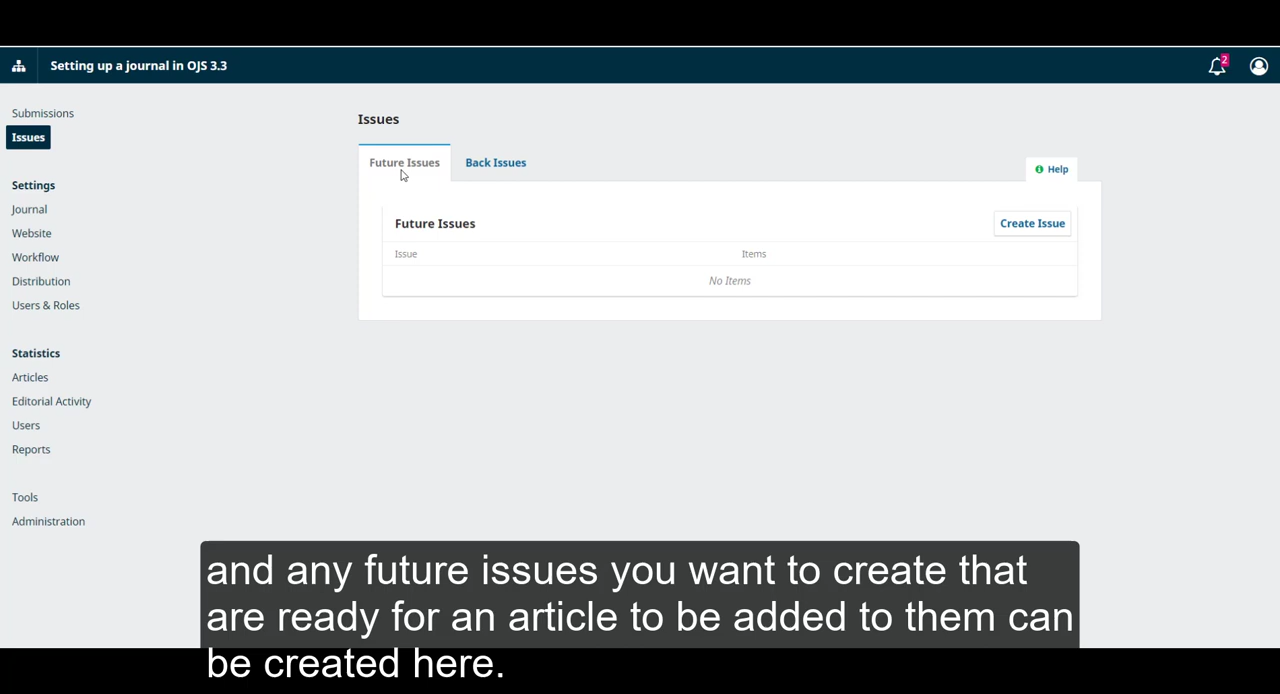 Setting up a journal in OJS 3.3
2
Submissions
Issues
Settings
Journal
Website
Workflow
Distribution
Users & Roles
Statistics
Articles
Editorial Activity
Users
Reports
Tools
Administration
Issues
Future Issues
Back Issues
Help
Future Issues
Create Issue
Issue
Items
No Items
and any future issues you want to create that
are ready for an article to be added to them can
be created here.